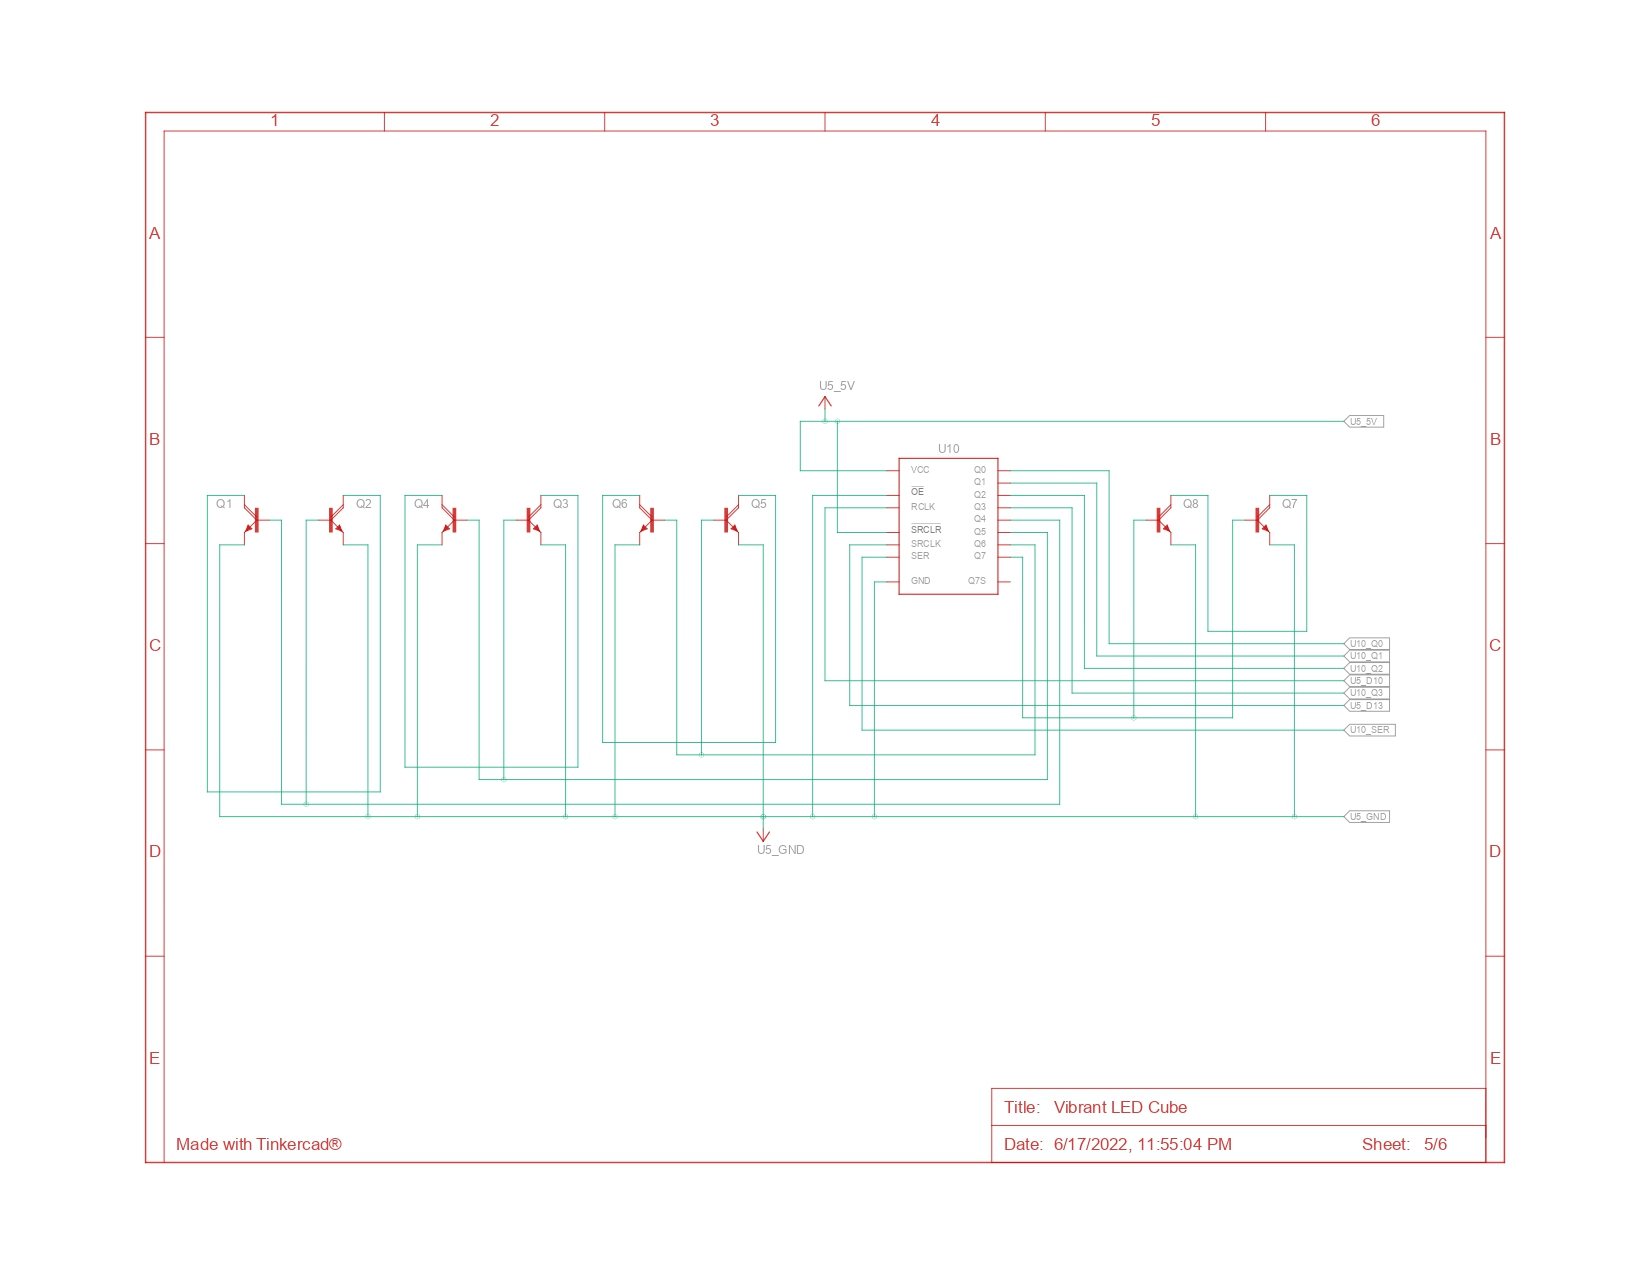 1 2 3 4 5 6
A A
U5_5V
U5_5V
B B
U10
VCC Q0
Q1
OE Q2
RCLK Q3
Q4
SRCLR Q5
SRCLK Q6
SER Q7
GND Q7S
Q1 Q2 Q4 Q3 Q6 Q5 Q8 Q7
C C
U10_Q0
U10_Q1
U10_Q2
U5_D10
U10_Q3
U5_D13
U10_SER
U5_GND
D D
U5_GND
E E
Title: Vibrant LED Cube
Made with Tinkercad®
Date: 6/17/2022, 11:55:04 PM Sheet: 5/6